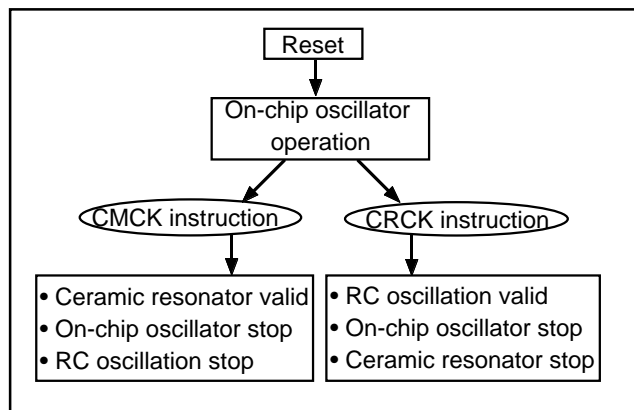 Reset
On-chip oscillator
operation
CMCK instruction
CRCK instruction
• Ceramic resonator valid
• On-chip oscillator stop
• RC oscillation stop
• RC oscillation valid
• On-chip oscillator stop
• Ceramic resonator stop